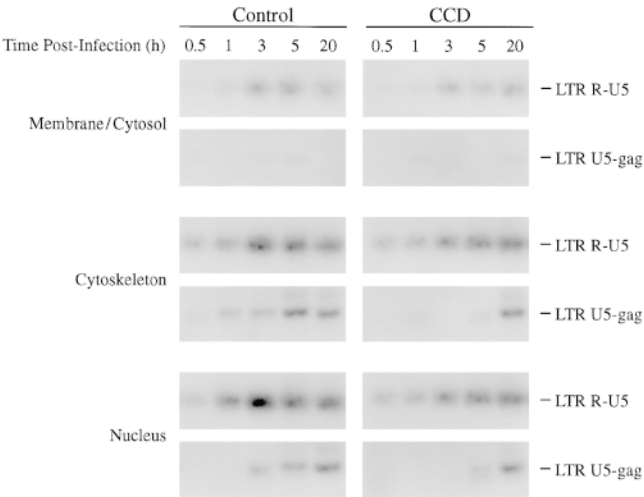 Control CCD
Time Post-Infection (h) 0.5 1 3 5 20 0.5 1 3 5 20
LTR R-U5
Membrane/Cytosol
LTR U5-gag
LTR R-U5
Cytoskeleton
LTR U5-gag
LTR R-U5
Nucleus
LTR U5-gag